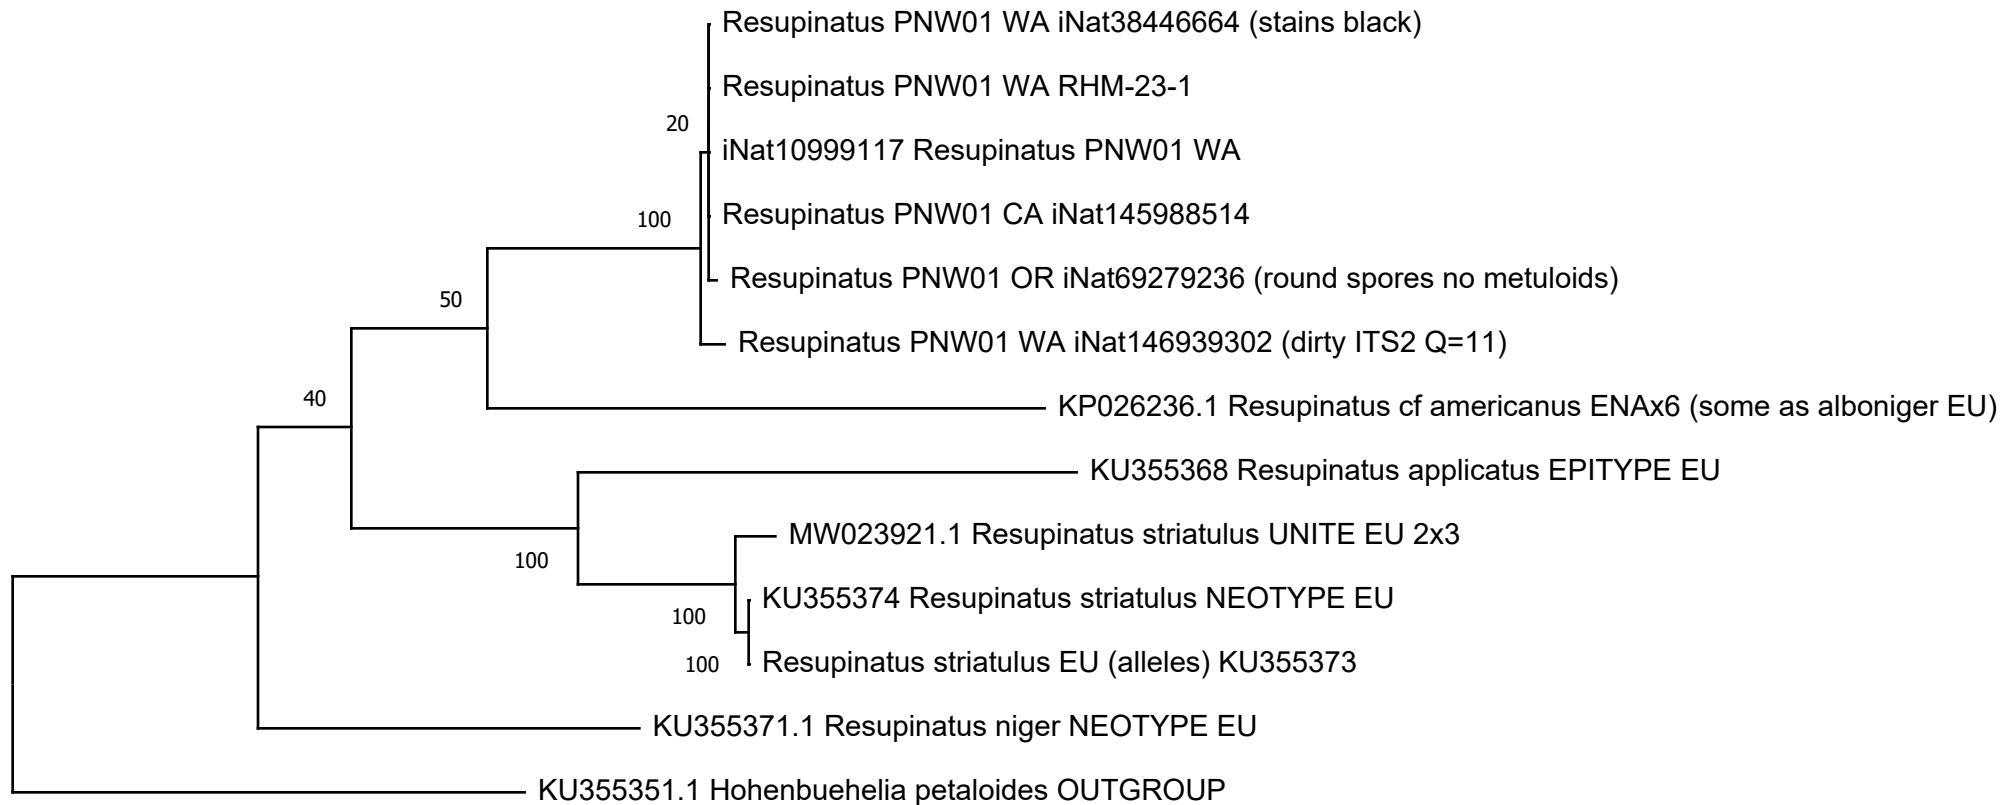 Resupinatus PNW01 WA iNat38446664 (stains black)
Resupinatus PNW01 WA RHM-23-1
20
iNat10999117 Resupinatus PNW01 WA
Resupinatus PNW01 CA iNat145988514
100
Resupinatus PNW01 OR iNat69279236 (round spores no metuloids)
50
Resupinatus PNW01 WA iNat146939302 (dirty ITS2 Q=11)
40
KP026236.1 Resupinatus cf americanus ENAx6 (some as alboniger EU)
KU355368 Resupinatus applicatus EPITYPE EU
MW023921.1 Resupinatus striatulus UNITE EU 2x3
100
KU355374 Resupinatus striatulus NEOTYPE EU
100
Resupinatus striatulus EU (alleles) KU355373
100
KU355371.1 Resupinatus niger NEOTYPE EU
KU355351.1 Hohenbuehelia petaloides OUTGROUP